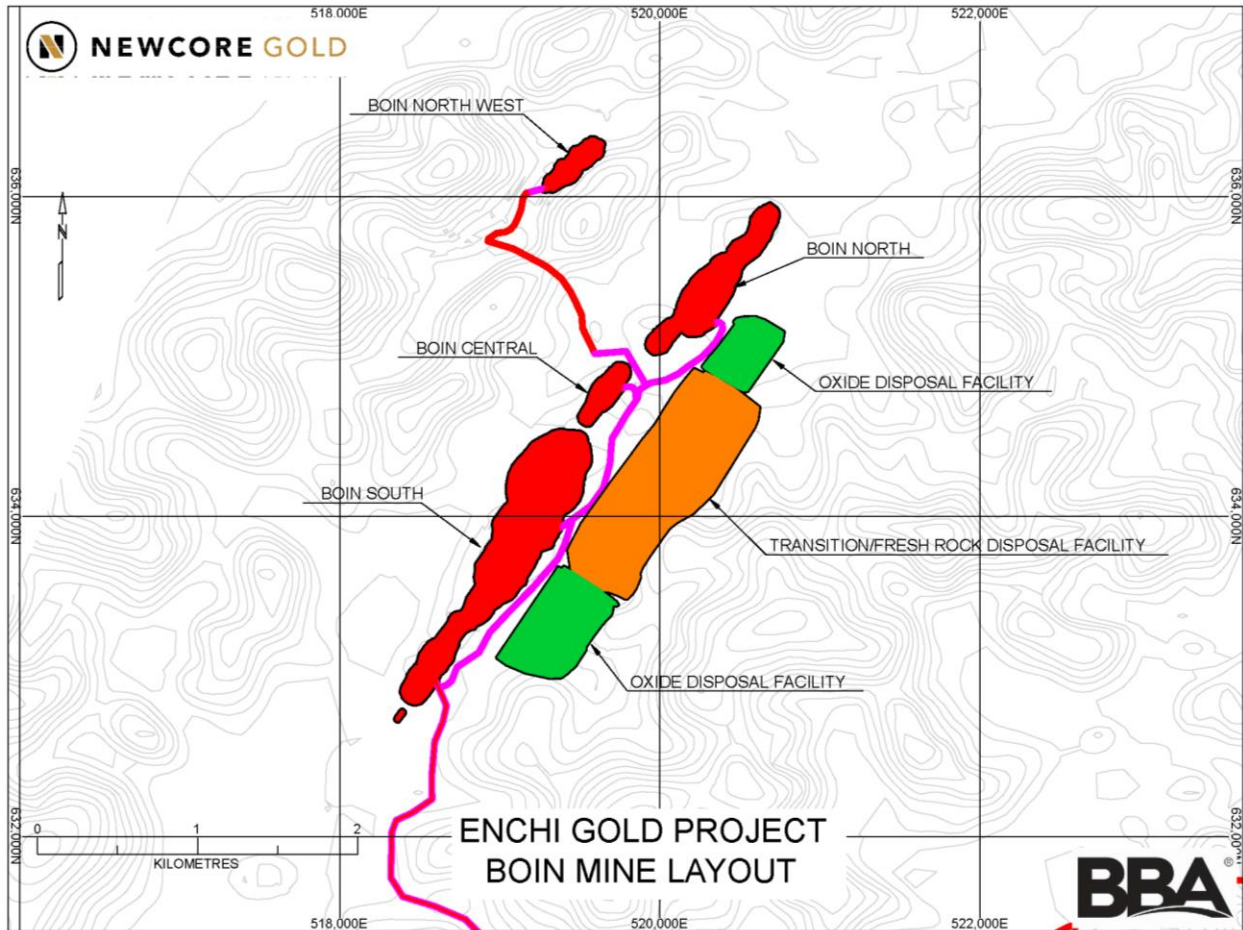 518,000E
520,000E
522,000E
NEWCORE GOLD
BOIN NORTH WEST
636,000N
636,000N
N
BOIN NORTH
BOIN CENTRAL
OXIDE DISPOSAL FACILITY
BOIN SOUTH
634,000N
634,000N
TRANSITION/FRESH ROCK DISPOSAL FACILITY
OXIDE DISPOSAL FACILITY
632,000N
632,000N
0 1 2
KILOMETRES
ENCHI GOLD PROJECT
BOIN MINE LAYOUT
BBA®
518,000E
520,000E
522,000E